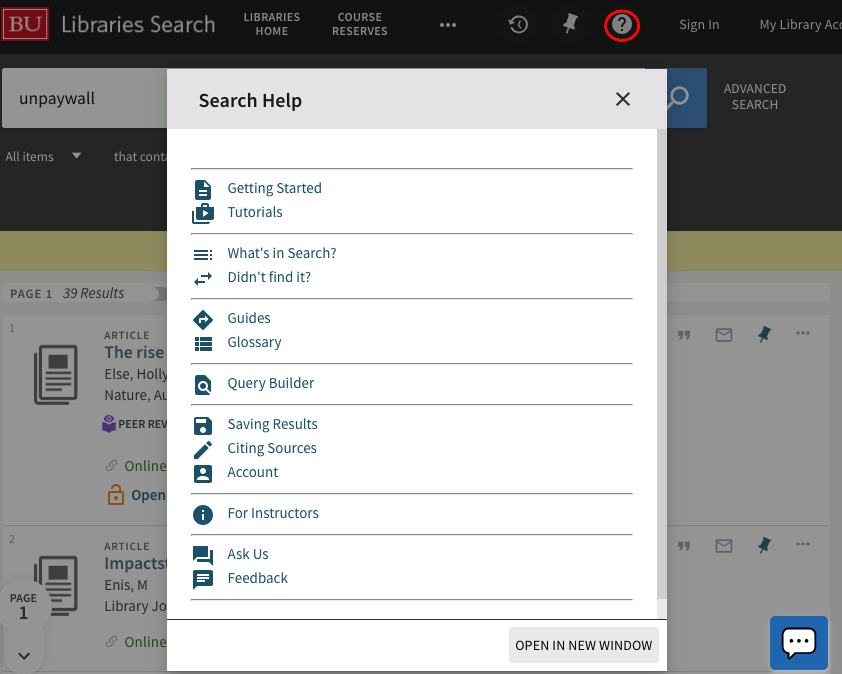 BU Libraries Search
LIBRARIES
HOME
COURSE
RESERVES
Sign In
My Library Acc
unpaywall
ADVANCED
SEARCH
All items
that conta
Search Help
Getting Started
Tutorials
What's in Search?
Didn't find it?
Guides
Glossary
Query Builder
Saving Results
Citing Sources
Account
For Instructors
Ask Us
Feedback
OPEN IN NEW WINDOW
PAGE 1 39 Results
1
ARTICLE
The rise
Else, Holly
Nature, Au
PEER REV
Online
Open
2
ARTICLE
Impactst
Enis, M
Library Jo
Online
PAGE
1